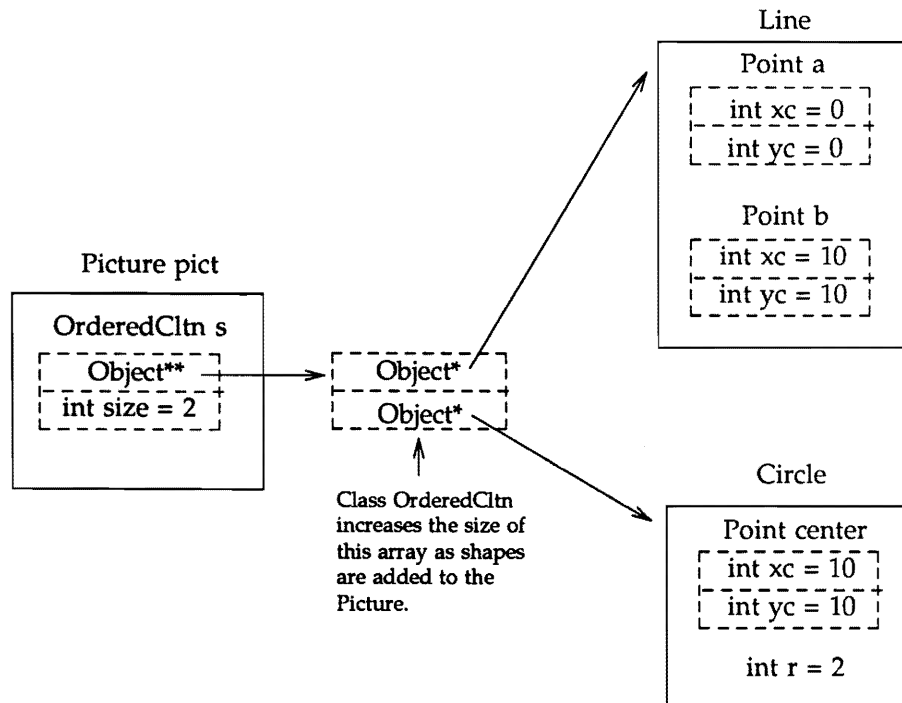 Picture pict
OrderedCltn s
Object**
int size = 2
Object*
Object*
Class OrderedCltn
increases the size of
this array as shapes
are added to the
Picture.
Line
Point a
int xc = 0
int yc = 0
Point b
int xc = 10
int yc = 10
Circle
Point center
int xc = 10
int yc = 10
int r = 2